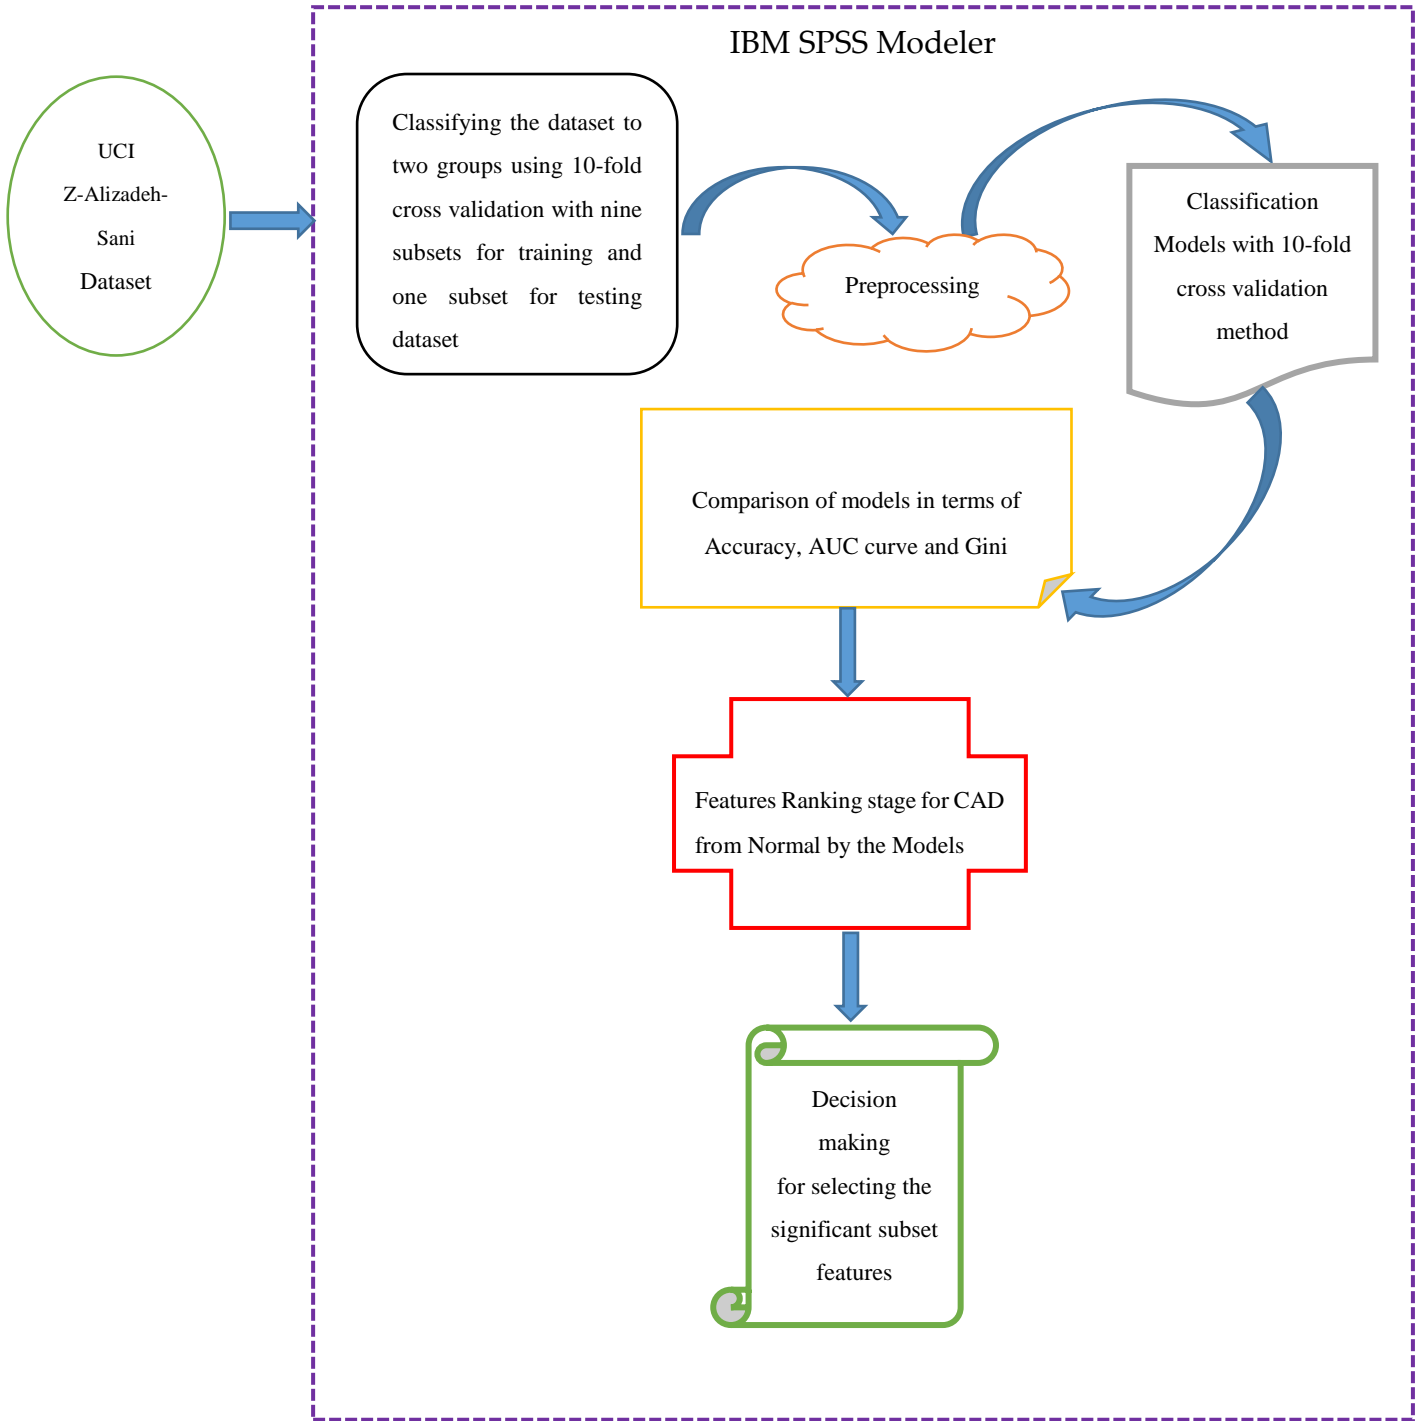 IBM SPSS Modeler
UCI
Z-Alizadeh-
Sani
Dataset
Classifying the dataset to
two groups using 10-fold
cross validation with nine
subsets for training and
one subset for testing
dataset
Preprocessing
Classification
Models with 10-fold
cross validation
method
Comparison of models in terms of
Accuracy, AUC curve and Gini
Features Ranking stage for CAD
from Normal by the Models
Decision
making
for selecting the
significant subset
features